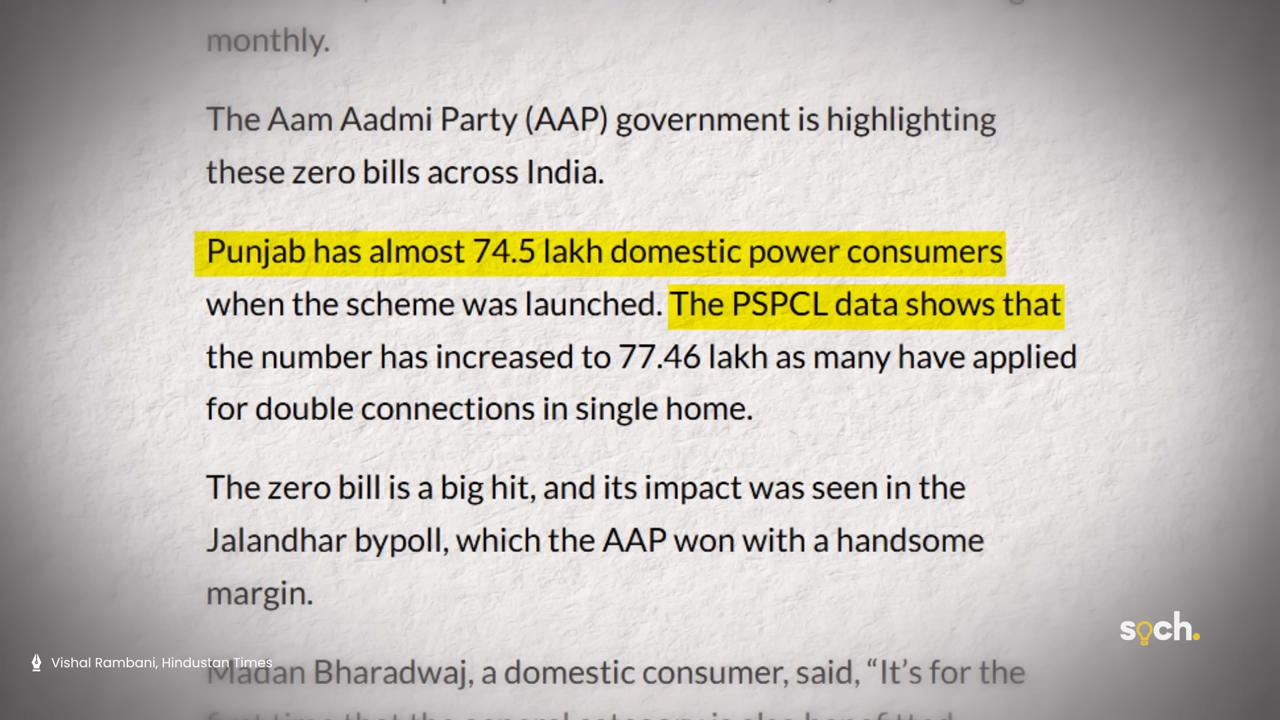 monthly.
The Aam Aadmi Party (AAP) government is highlighting
these zero bills across India.
Punjab has almost 74.5 lakh domestic power consumers
when the scheme was launched. The PSPCL data shows that
the number has increased to 77.46 lakh as many have applied
for double connections in single home.
The zero bill is a big hit, and its impact was seen in the
Jalandhar bypoll, which the AAP won with a handsome
margin.
soch.
Vishal Rambani, Hindustan Times
Madan Bharadwaj, a domestic consumer, said, “It’s for the